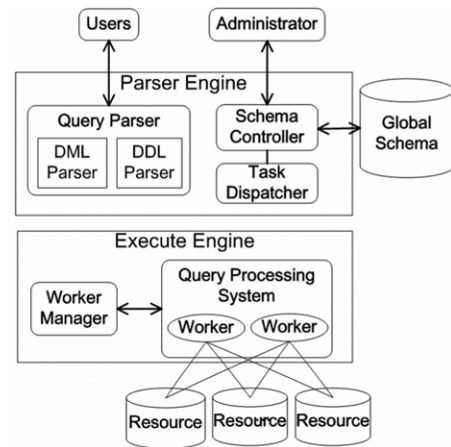 Users
Administrator
Parser Engine
Query Parser
DML
Parser
DDL
Parser
Schema
Controller
Task
Dispatcher
Global
Schema
Execute Engine
Worker
Manager
Query Processing
System
Worker
Worker
Resource
Resource
Resource